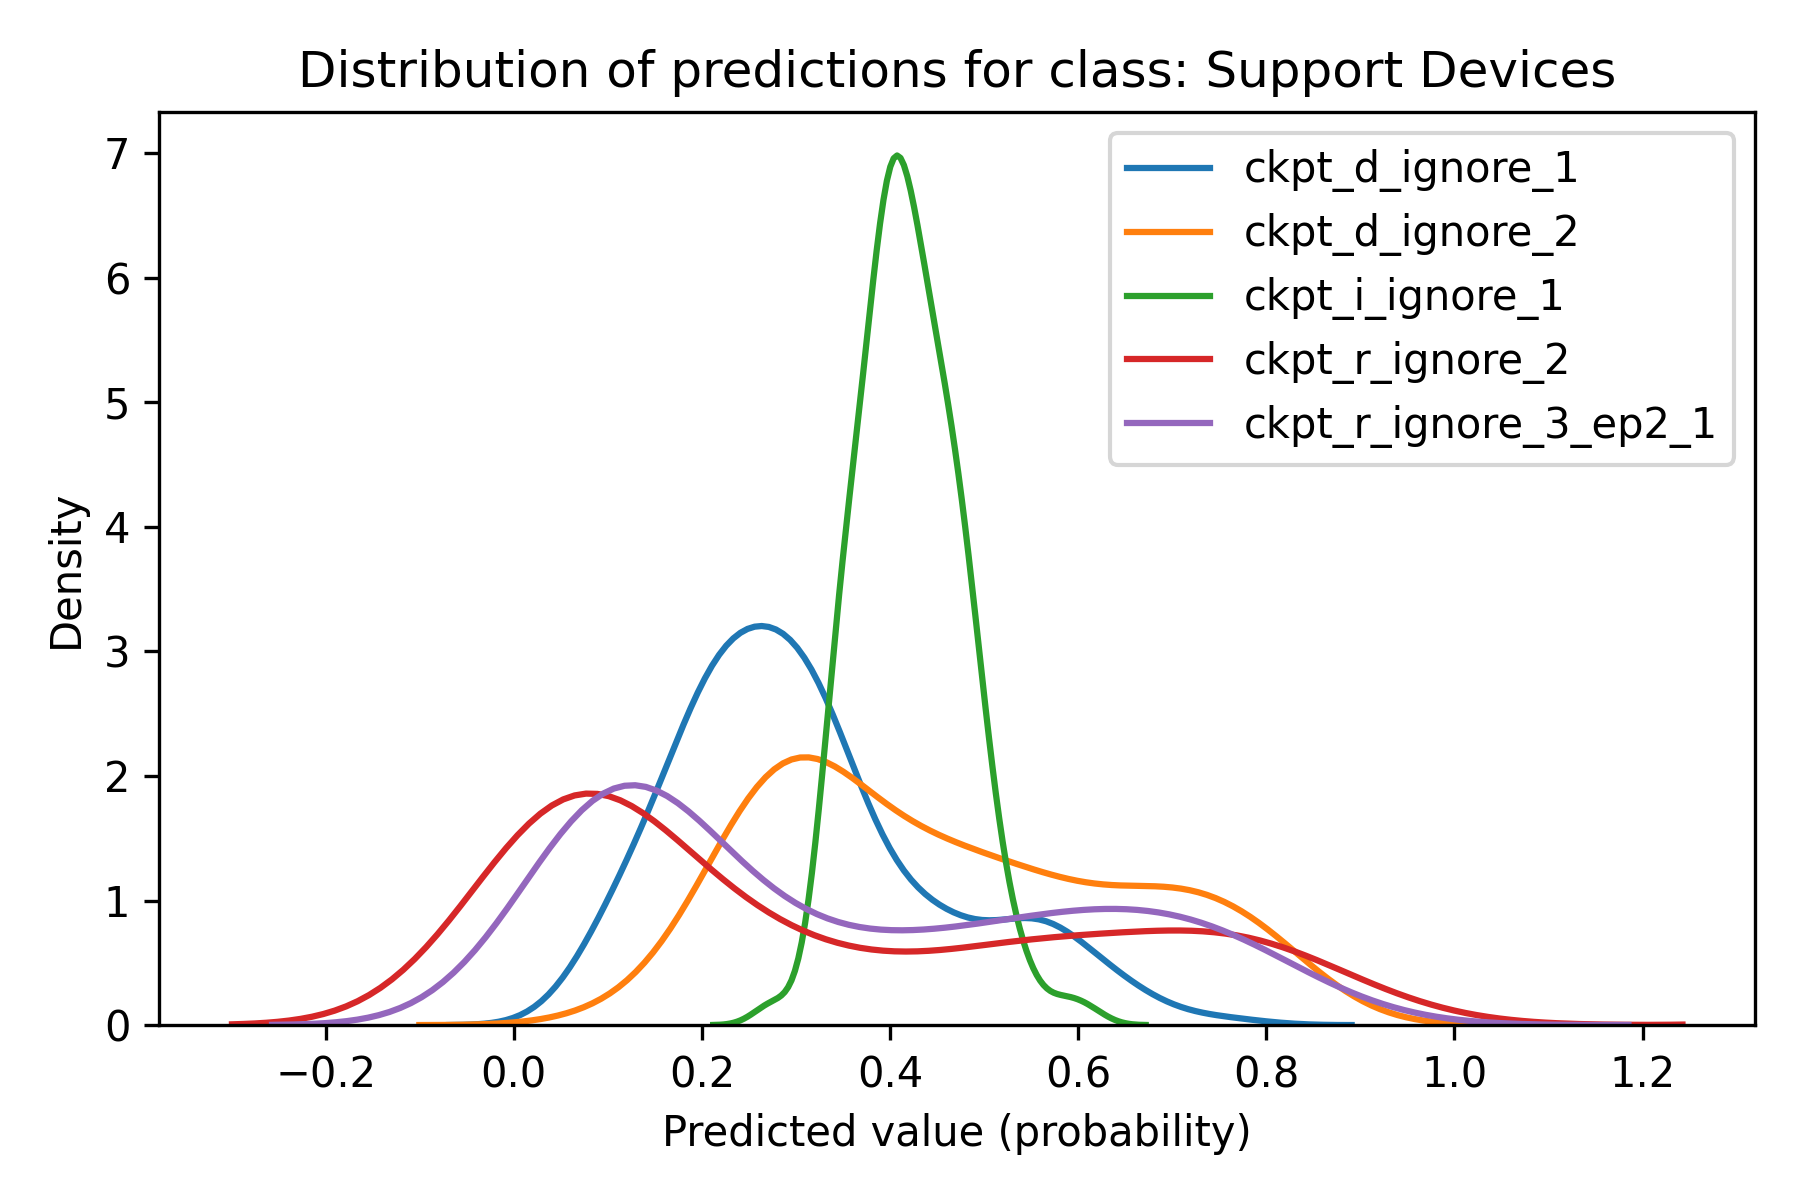 Distribution of predictions for class: Support Devices
7
6
5
4
3
2
1
0
Density
−0.2
0.0
0.2
0.4
0.6
0.8
1.0
1.2
Predicted value (probability)
ckpt_d_ignore_1
ckpt_d_ignore_2
ckpt_i_ignore_1
ckpt_r_ignore_2
ckpt_r_ignore_3_ep2_1